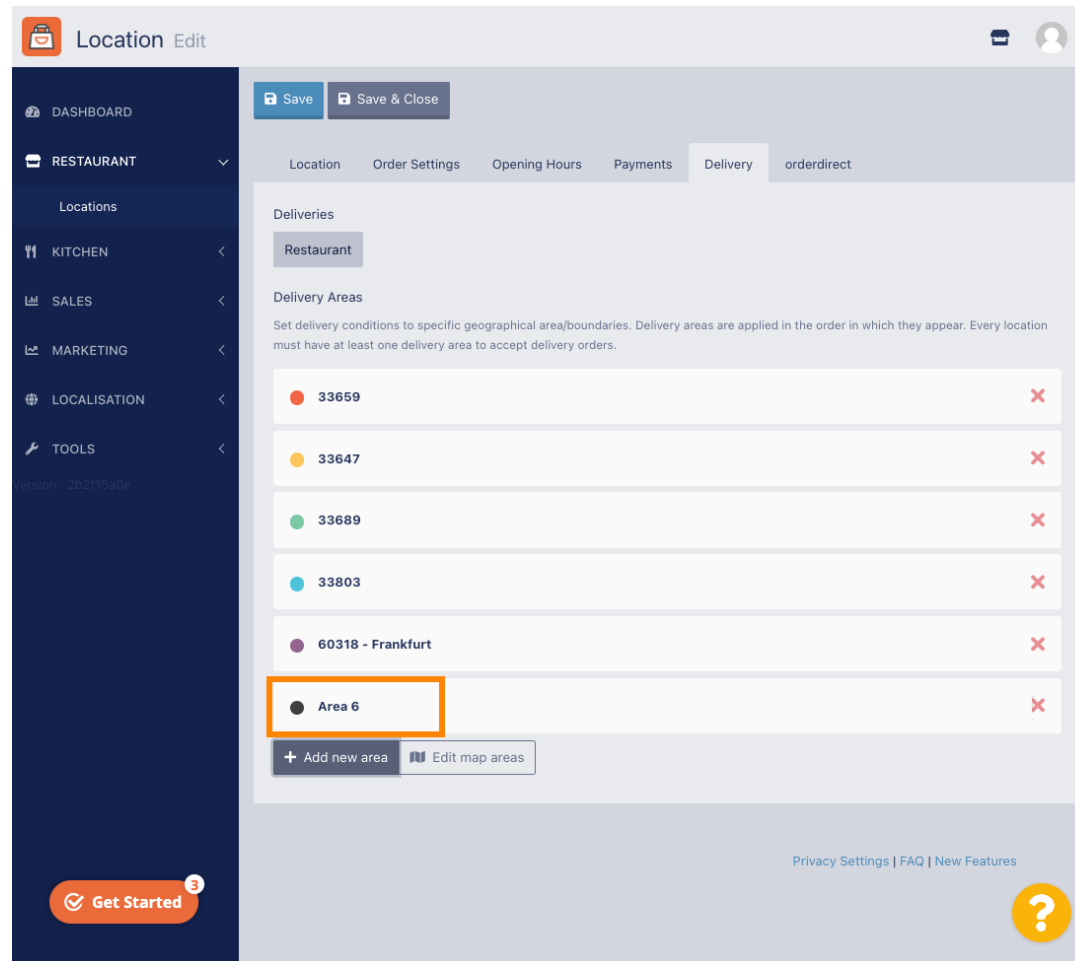 Location Edit
DASHBOARD
RESTAURANT
Locations
KITCHEN
SALES
MARKETING
LOCALISATION
TOOLS
Version : 2b2f15a0e
Get Started
3
Save
Save & Close
Location
Order Settings
Opening Hours
Payments
Delivery
orderdirect
Deliveries
Restaurant
Delivery Areas
Set delivery conditions to specific geographical area/boundaries. Delivery areas are applied in the order in which they appear. Every location
must have at least one delivery area to accept delivery orders.
33659
33647
33689
33803
60318 - Frankfurt
Area 6
+ Add new area
Edit map areas
Privacy Settings | FAQ | New Features
?